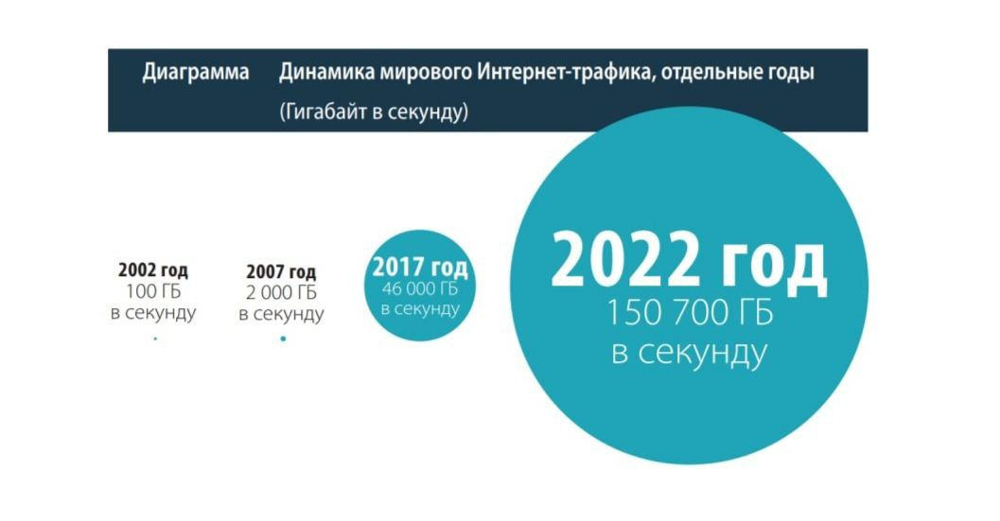 Диаграмма Динамика мирового Интернет-трафика, отдельные годы
(Гигабайт в секунду)
2002 год
100 ГБ
в секунду
2007 год
2 000 ГБ
в секунду
2017 год
46 000 ГБ
в секунду
2022 год
150 700 ГБ
в секунду